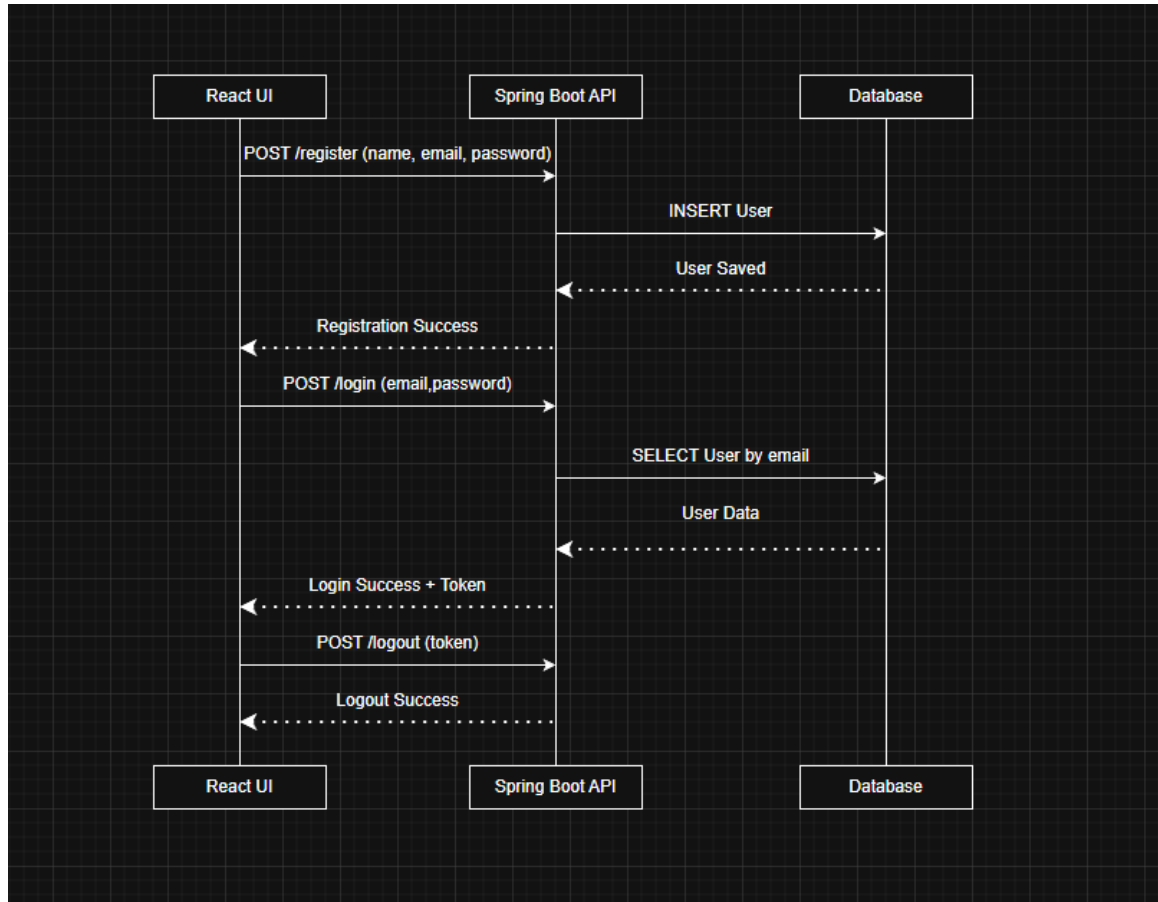 React UI
Spring Boot API
Database
POST /register (name, email, password)
INSERT User
User Saved
Registration Success
POST /login (email,password)
SELECT User by email
User Data
Login Success + Token
POST /logout (token)
Logout Success
React UI
Spring Boot API
Database